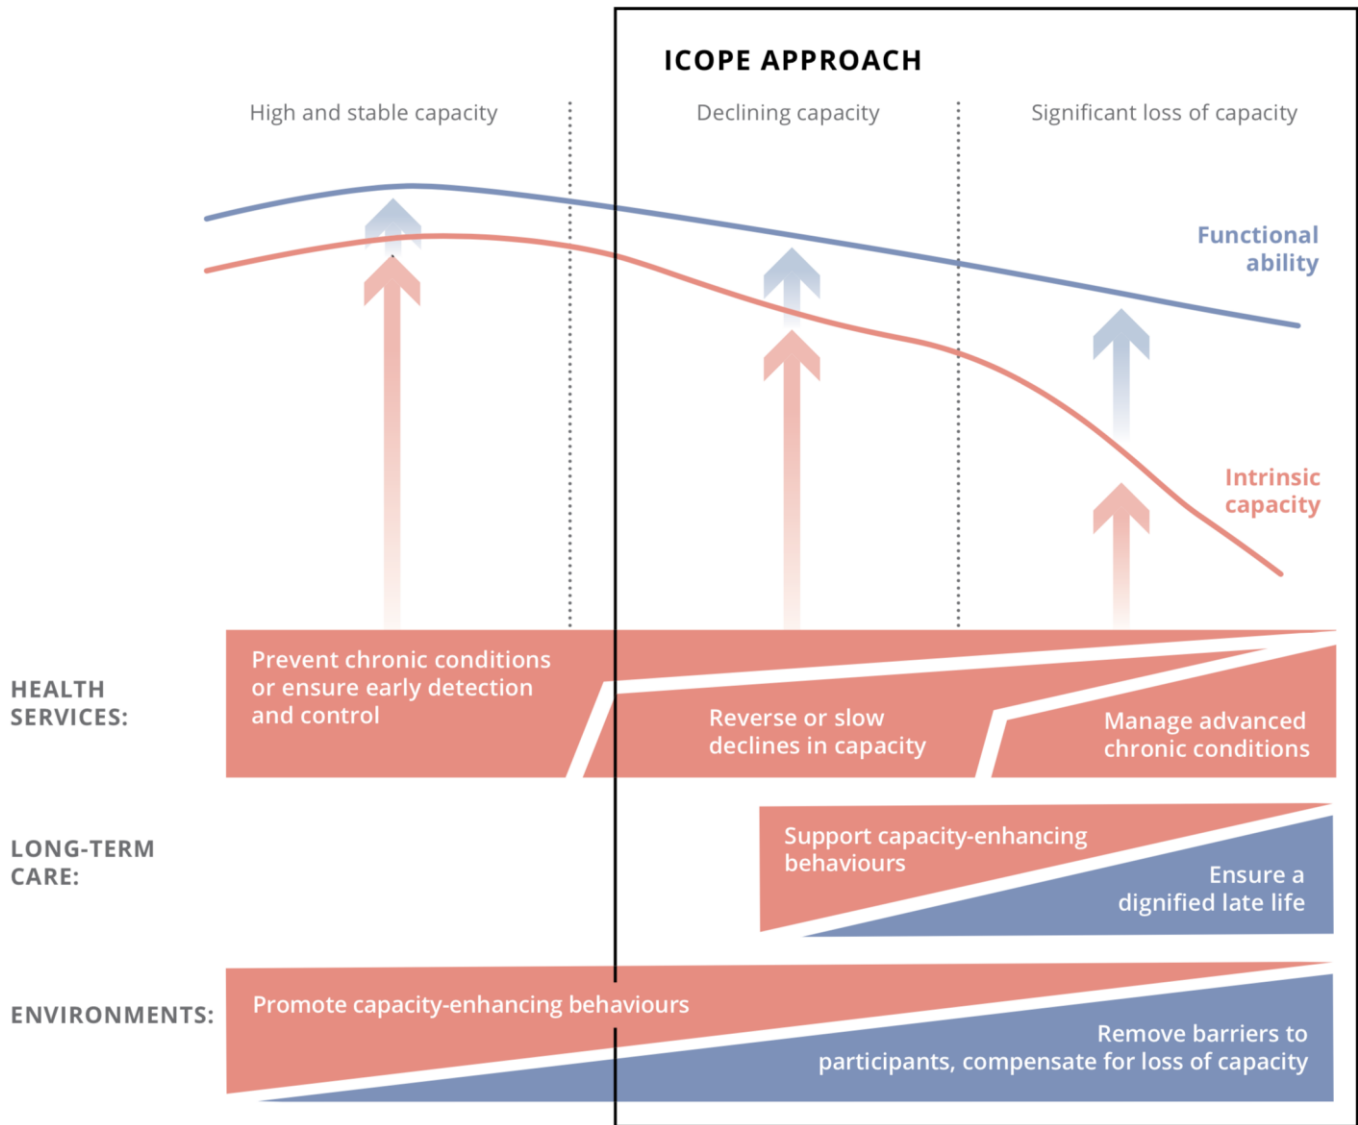 ICOPE APPROACH
High and stable capacity
Declining capacity
Significant loss of capacity
Functional
ability
Intrinsic
capacity
HEALTH
SERVICES:
Prevent chronic conditions
or ensure early detection
and control
Reverse or slow
declines in capacity
Manage advanced
chronic conditions
LONG-TERM
CARE:
Support capacity-enhancing
behaviours
Ensure a
dignified late life
ENVIRONMENTS:
Promote capacity-enhancing behaviours
Remove barriers to
participants, compensate for loss of capacity